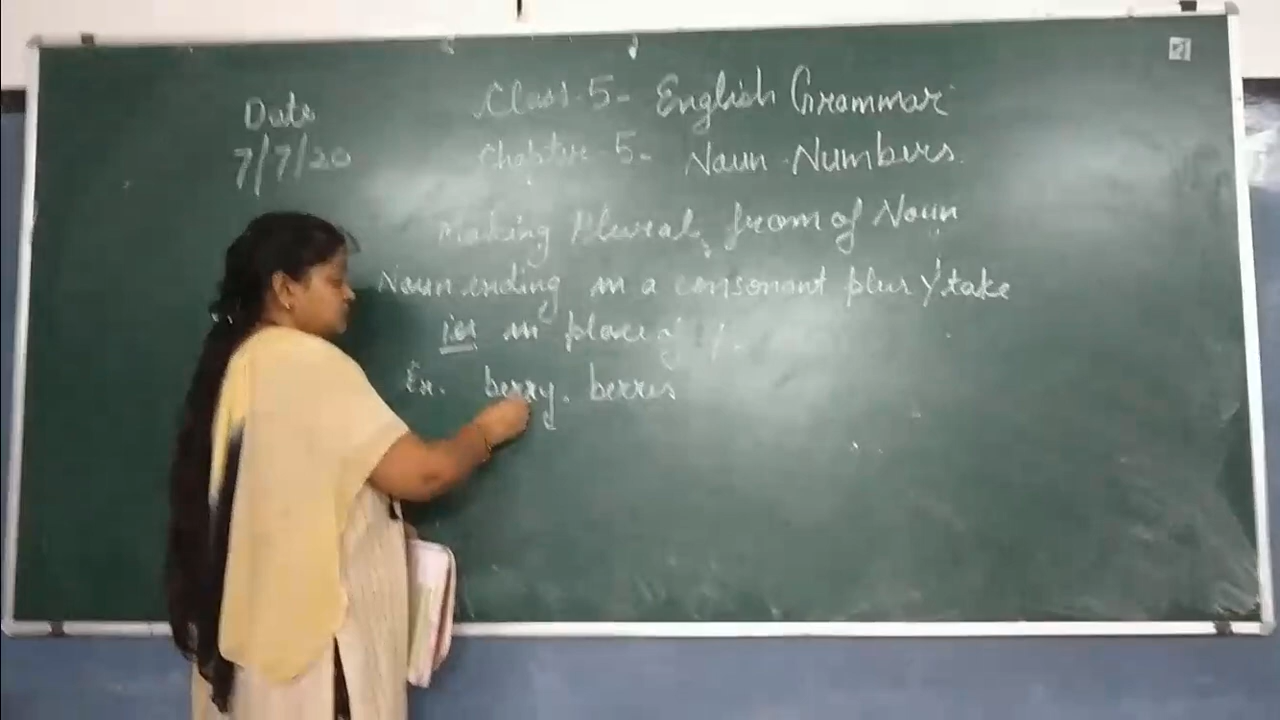 Date
7/7/20
Class-5- English Grammar
Chapter-5- Noun-Numbers.
Making Plural, from of Noun
Noun ending in a consonant plus 'y' take
ies in place of y.
Ex. berry. berries